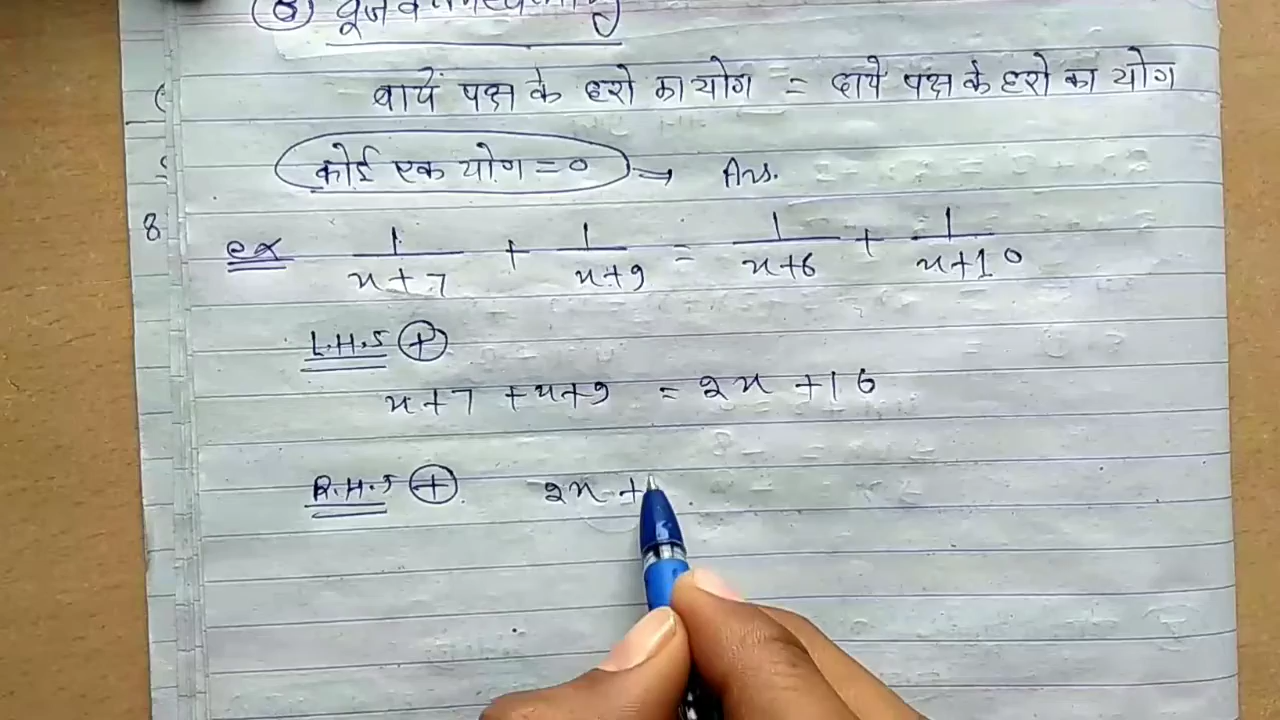 (6)
बायें पक्ष के हरो का योग = दायें पक्ष के हरो का योग
कोई एक योग = 0 → Ans.
8
ex 1/x+7 + 1/x+9 = 1/x+6 + 1/x+10
L.H.S (+)
x+7 +x+9 = 2x +16
R.H.S (+) 2x +